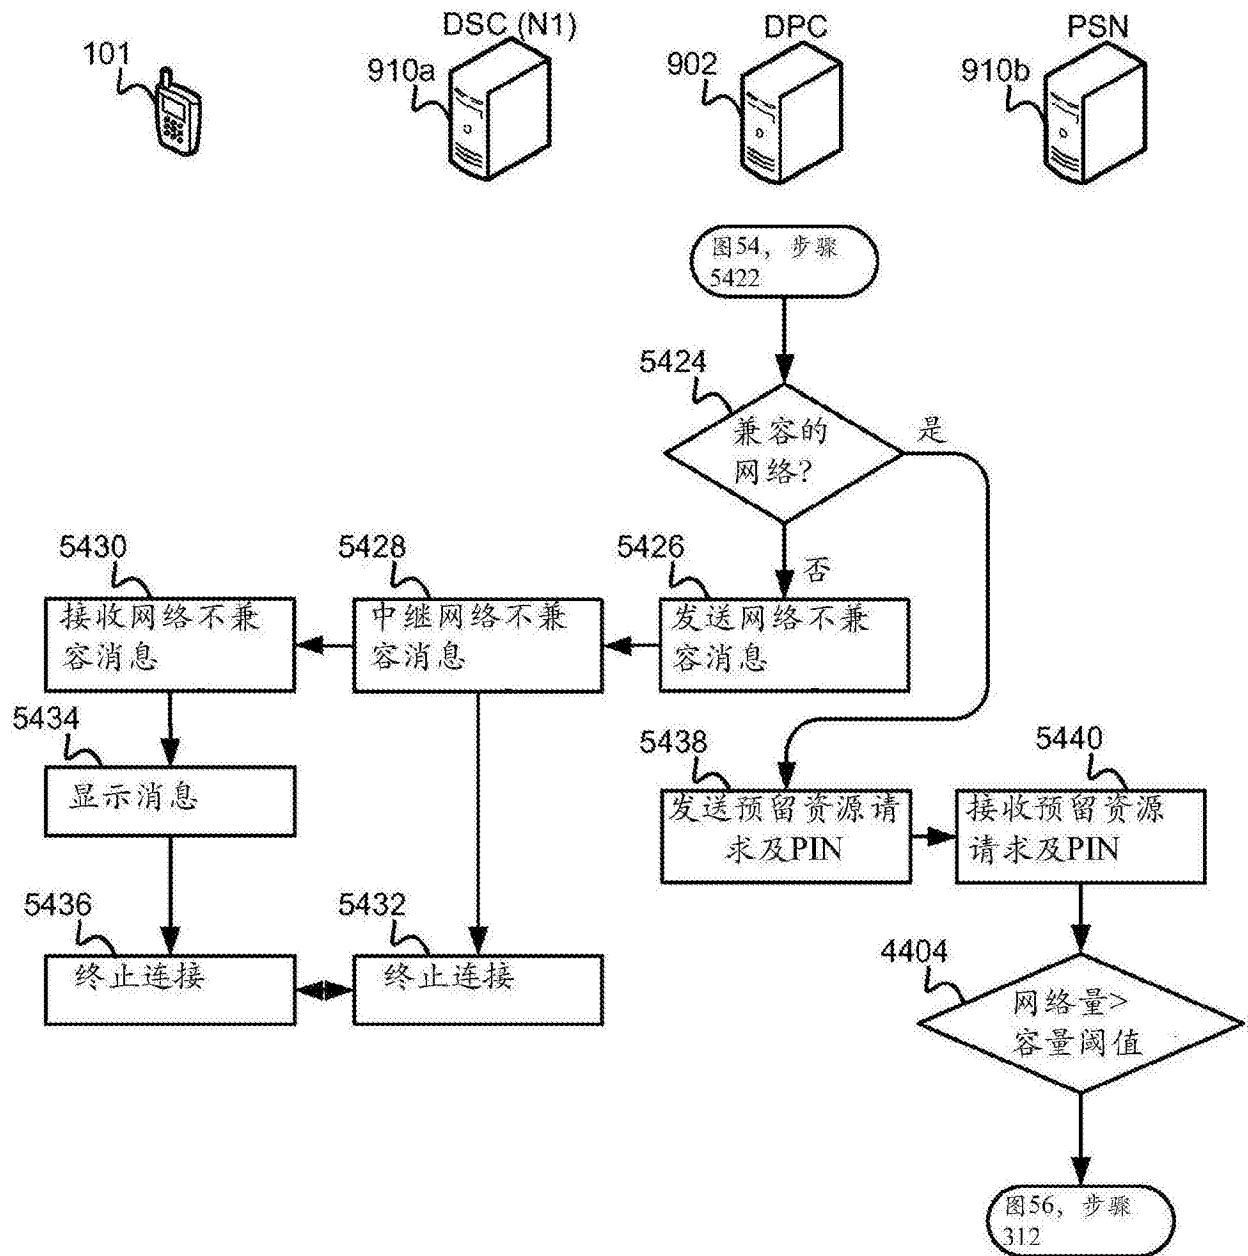 DSC (N1)
DPC
PSN
101
910a
902
910b
图54，步骤
5422
5424
兼容的
网络?
是
否
5430
5428
5426
接收网络不兼
容消息
中继网络不兼
容消息
发送网络不兼
容消息
5434
显示消息
5438
5440
发送预留资源请
求及PIN
接收预留资源
请求及PIN
5436
5432
终止连接
终止连接
4404
网络量>
容量阈值
图56，步骤
312